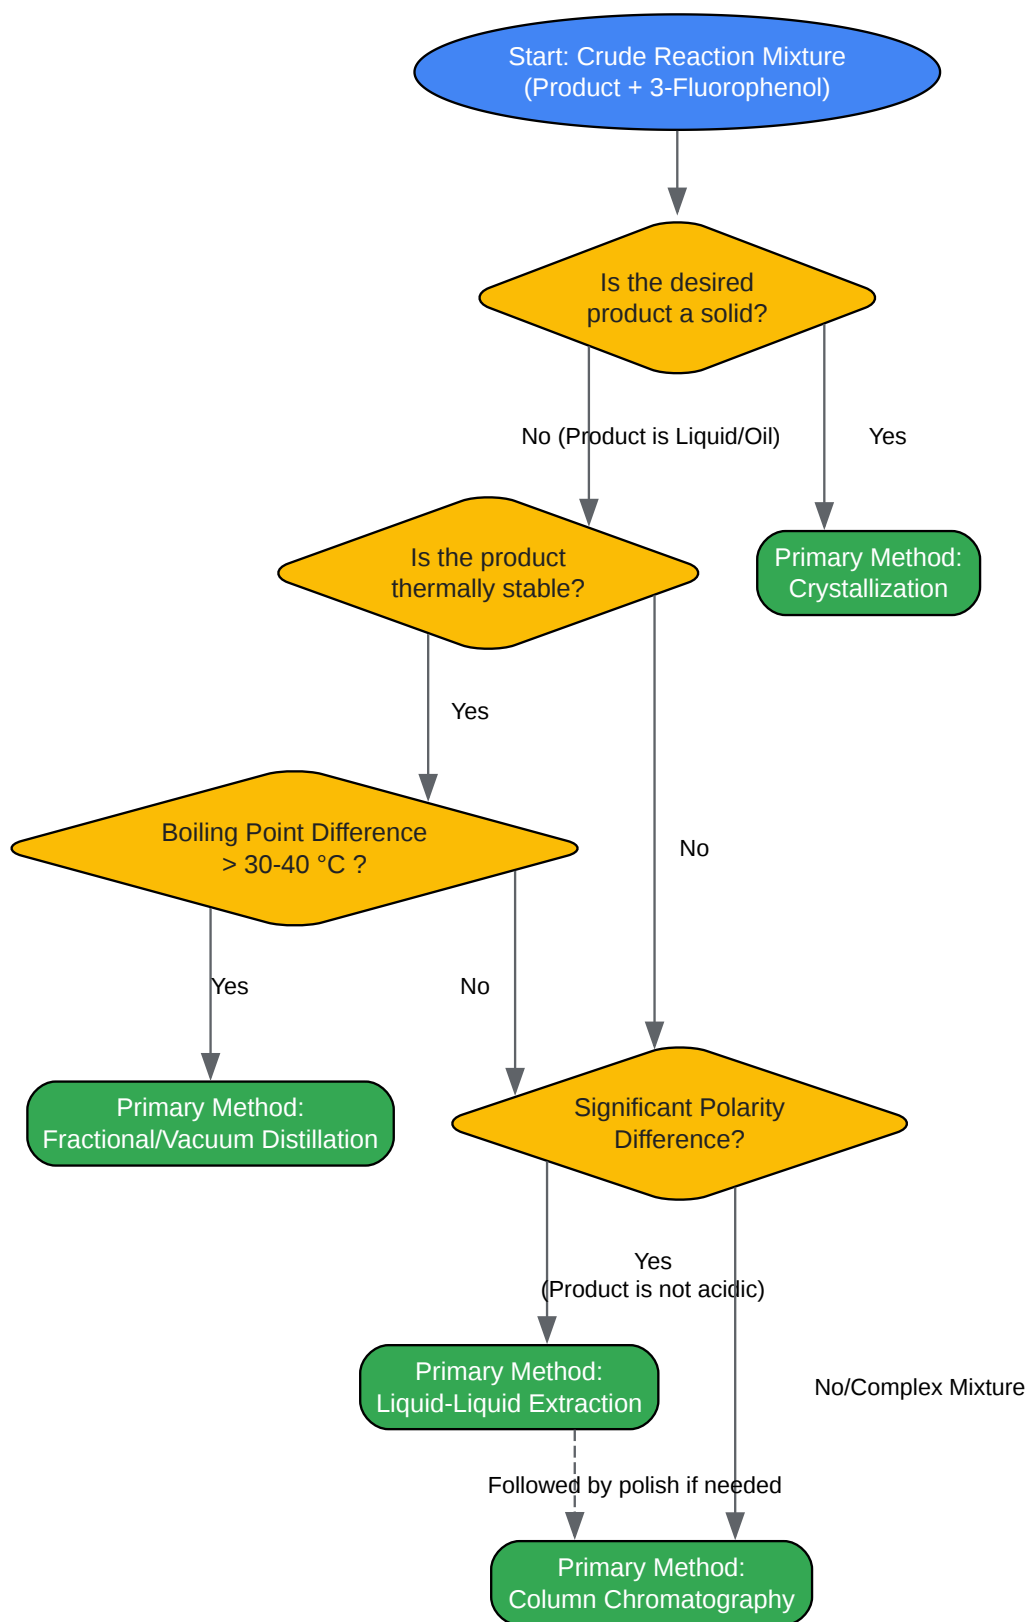 Start: Crude Reaction Mixture
(Product + 3-Fluorophenol)
Is the desired
product a solid?
No (Product is Liquid/Oil)
Yes
Is the product
thermally stable?
Primary Method:
Crystallization
Yes
Boiling Point Difference
> 30-40 °C ?
No
Yes
No
Primary Method:
Fractional/Vacuum Distillation
Significant Polarity
Difference?
Yes
(Product is not acidic)
Primary Method:
Liquid-Liquid Extraction
No/Complex Mixture
Followed by polish if needed
Primary Method:
Column Chromatography